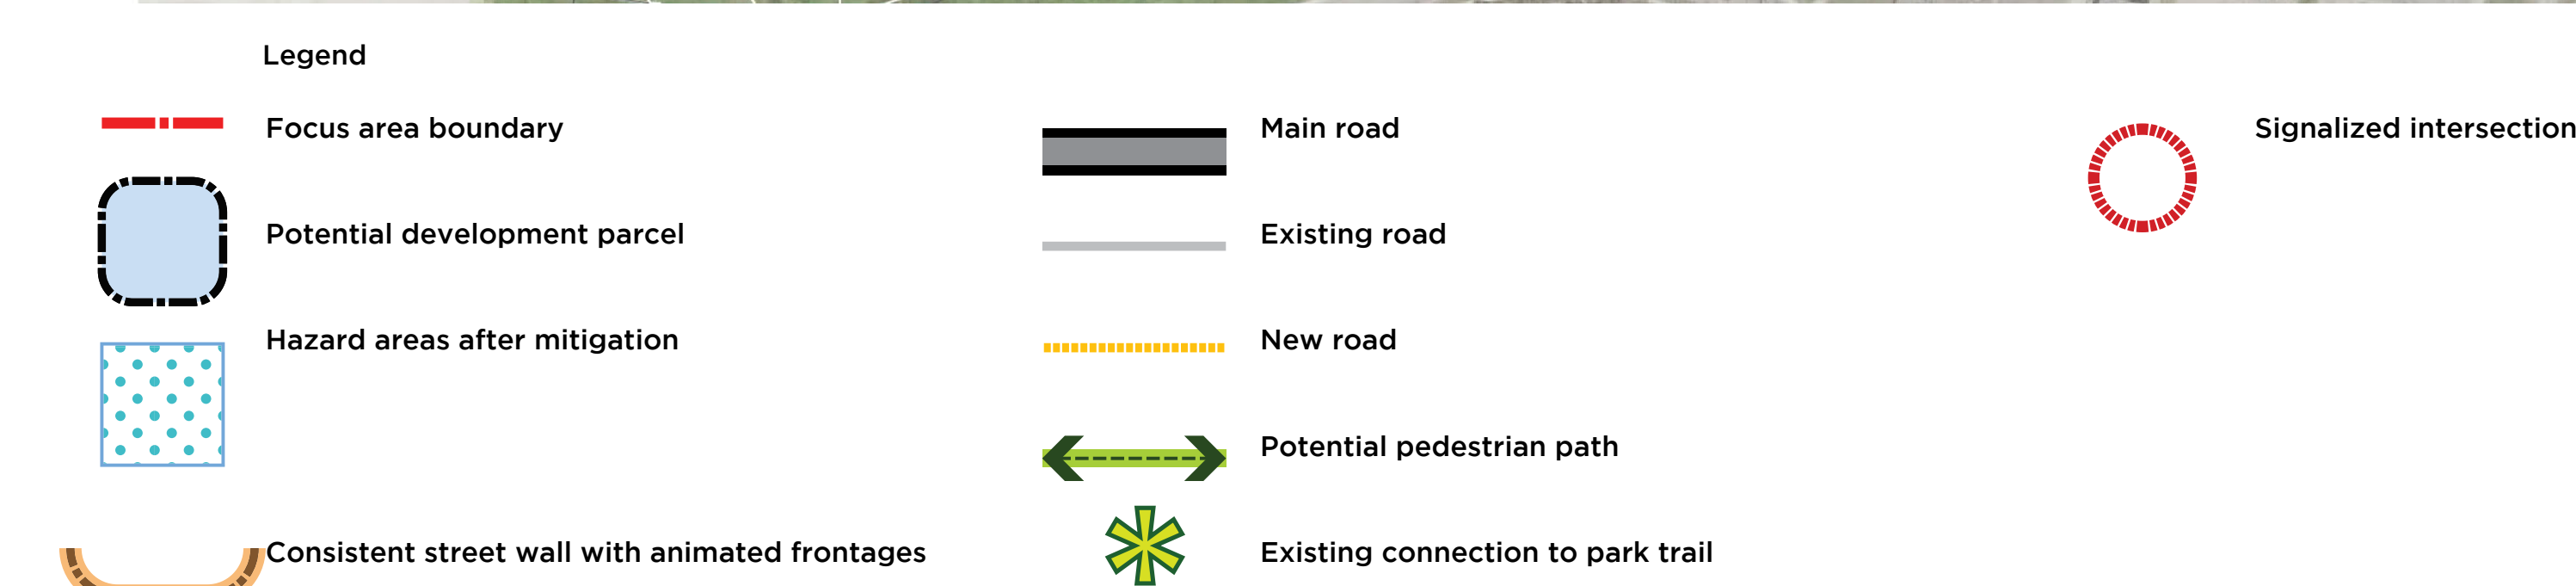 Legend
Focus area boundary
Potential development parcel
Hazard areas after mitigation
Consistent street wall with animated frontages
Main road
Existing road
New road
Potential pedestrian path
Existing connection to park trail
Signalized intersection